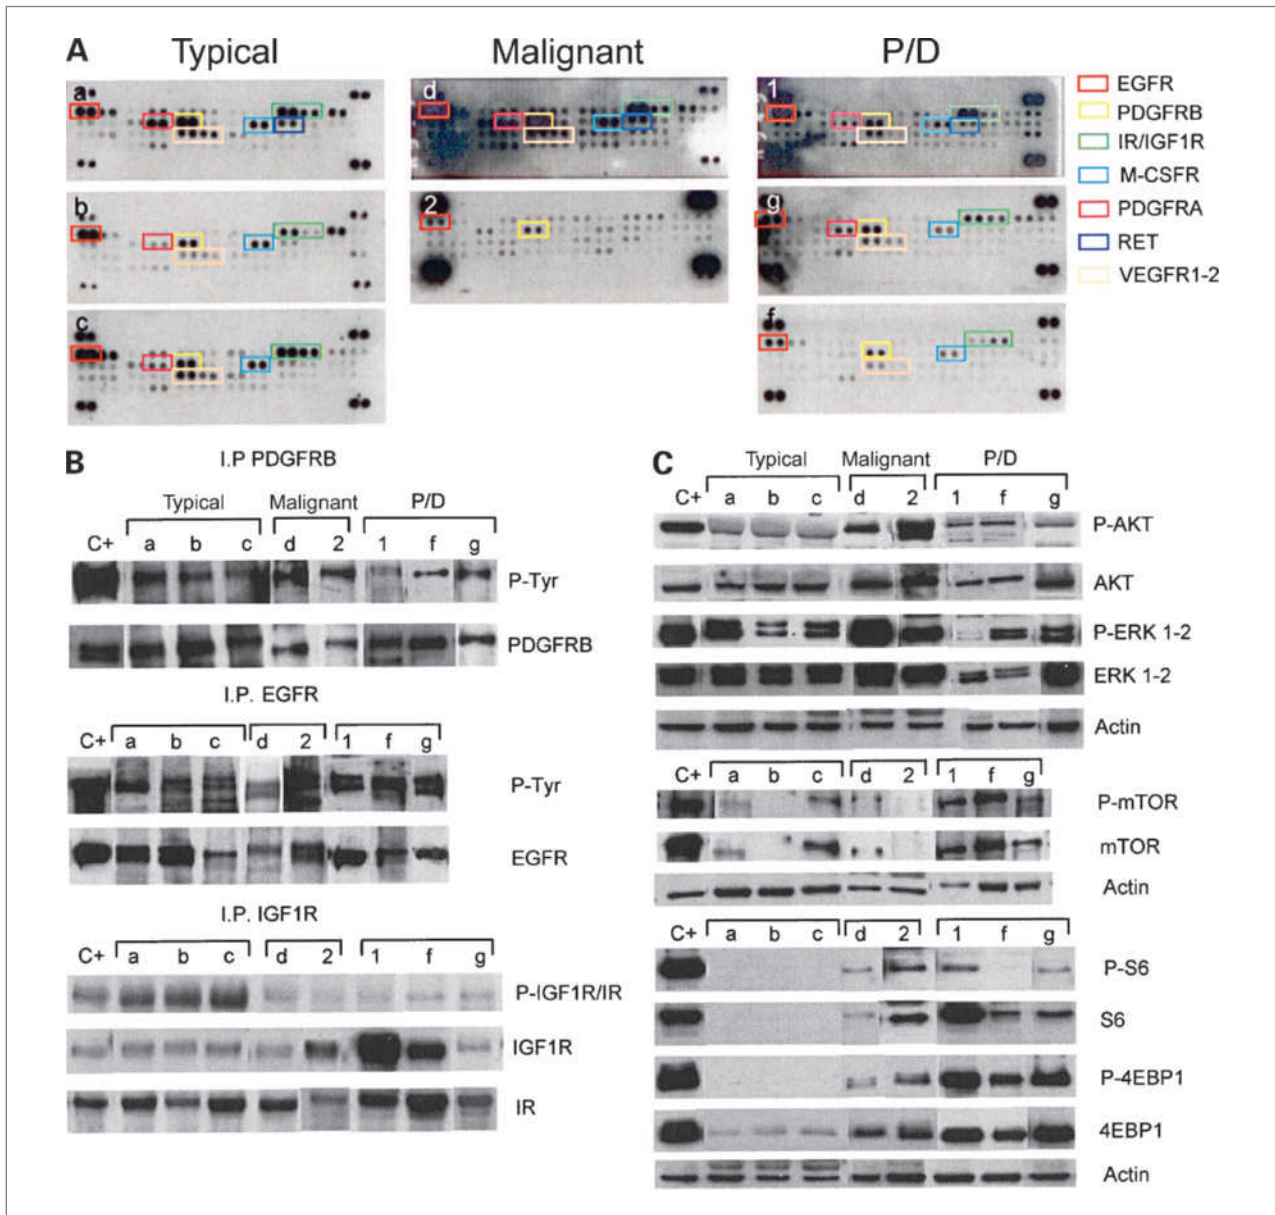 A Typical Malignant P/D
a d 1
EGFR
PDGFRB
IR/IGF1R
M-CSFR
PDGFRA
RET
VEGFR1-2
b 2 g
c f
B I.P PDGFRB
Typical Malignant P/D
C+ a b c d 2 1 f g
P-Tyr
PDGFRB
I.P. EGFR
C+ a b c d 2 1 f g
P-Tyr
EGFR
I.P. IGF1R
C+ a b c d 2 1 f g
P-IGF1R/IR
IGF1R
IR
C Typical Malignant P/D
C+ a b c d 2 1 f g
P-AKT
AKT
P-ERK 1-2
ERK 1-2
Actin
C+ a b c d 2 1 f g
P-mTOR
mTOR
Actin
C+ a b c d 2 1 f g
P-S6
S6
P-4EBP1
4EBP1
Actin